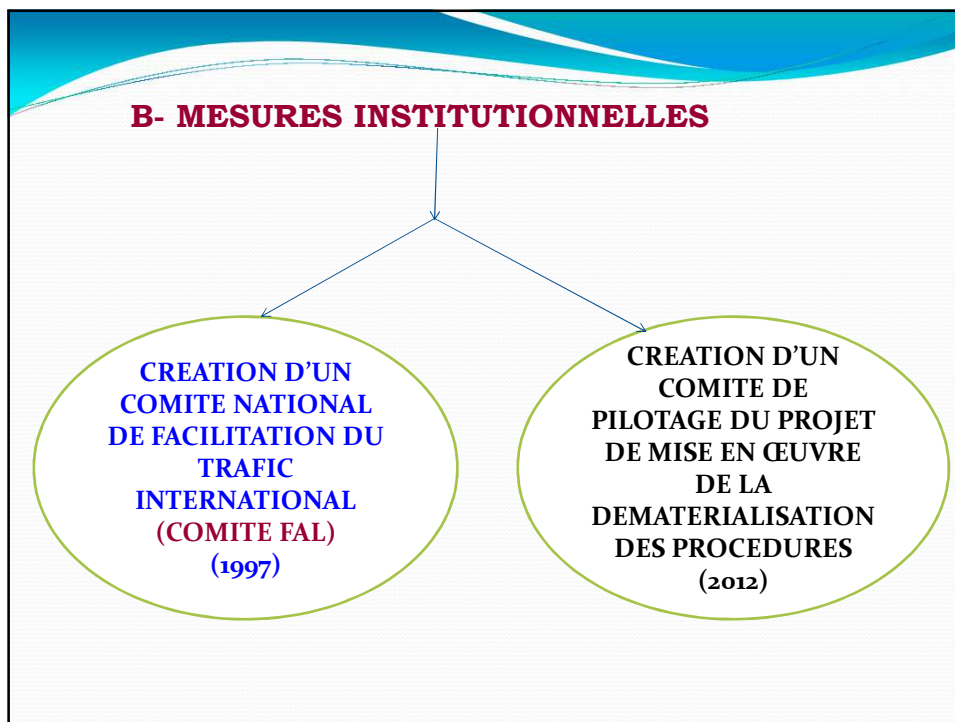 B- MESURES INSTITUTIONNELLES
CREATION D’UN
COMITE NATIONAL
DE FACILITATION DU
TRAFIC
INTERNATIONAL
(COMITE FAL)
(1997)
CREATION D’UN
COMITE DE
PILOTAGE DU PROJET
DE MISE EN ŒUVRE
DE LA
DEMATERIALISATION
DES PROCEDURES
(2012)